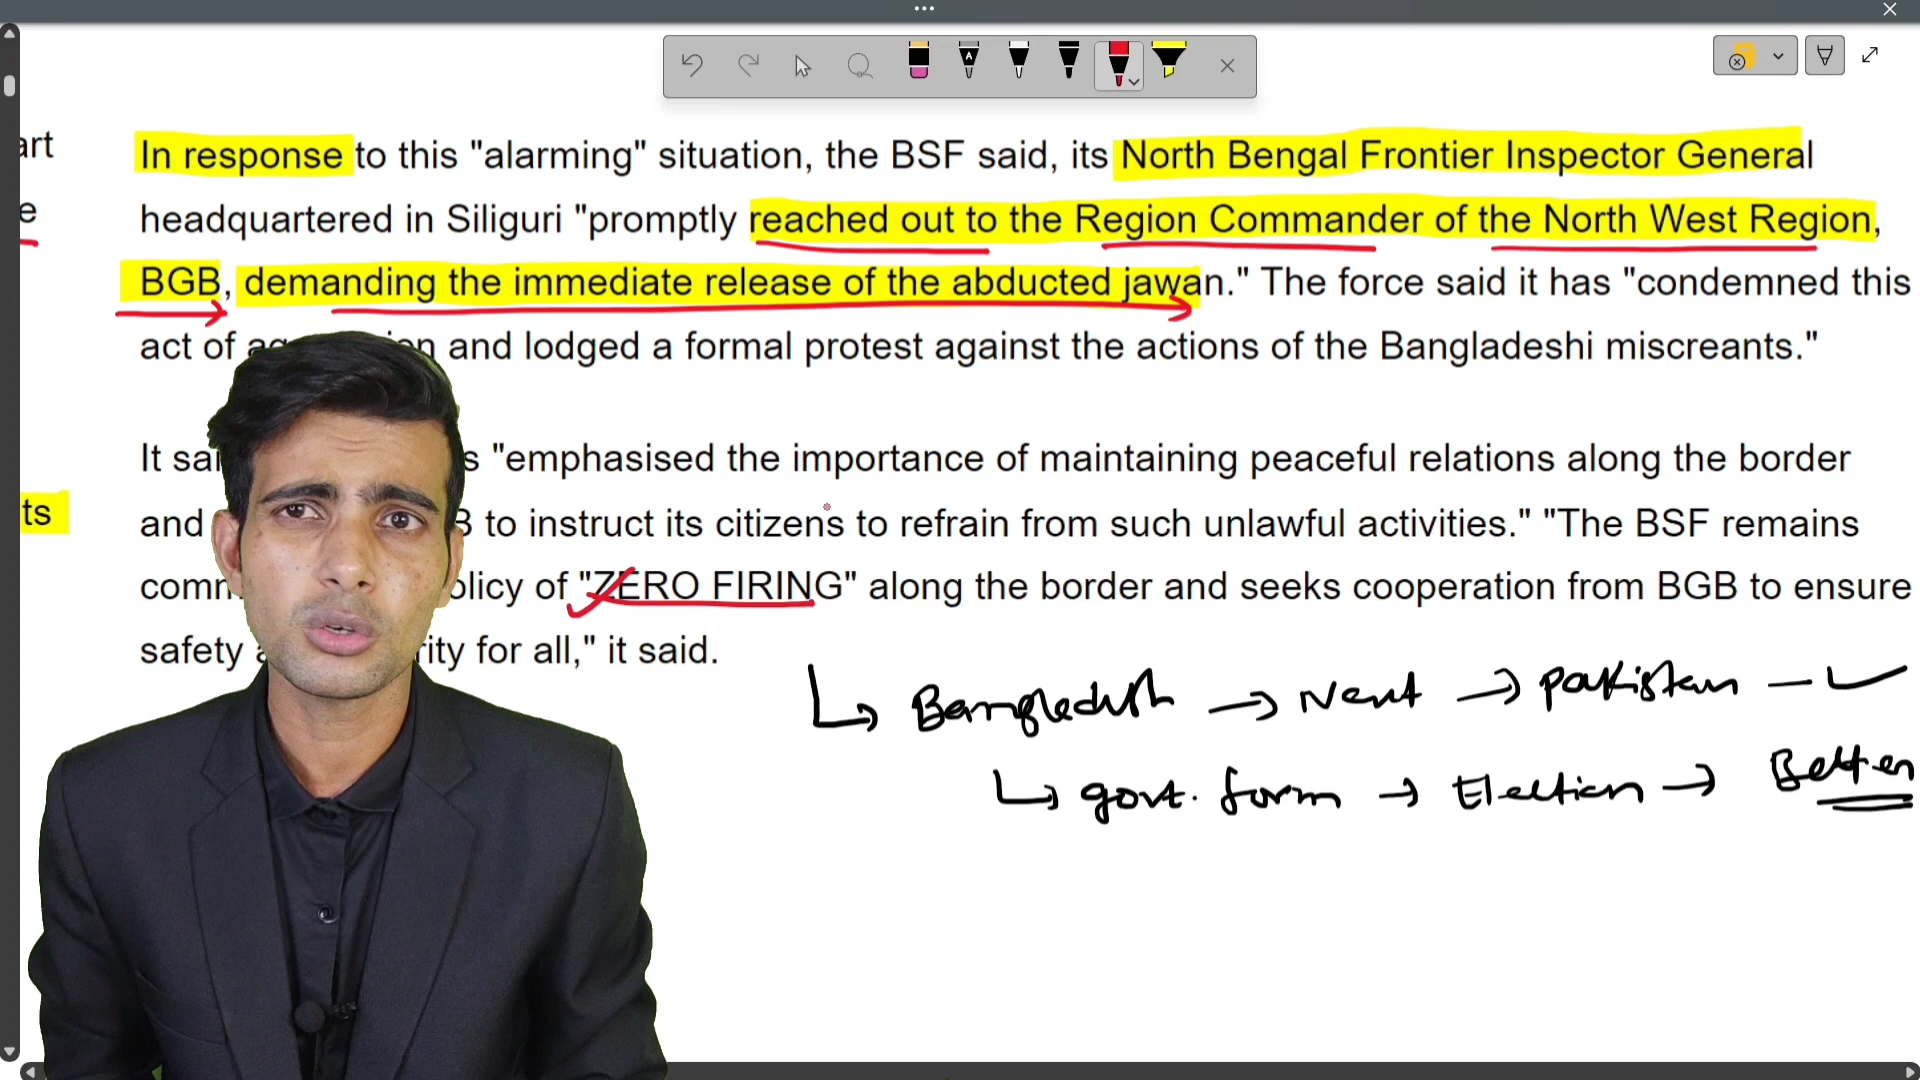 art
In response to this "alarming" situation, the BSF said, its North Bengal Frontier Inspector General
e
headquartered in Siliguri "promptly reached out to the Region Commander of the North West Region,
BGB, demanding the immediate release of the abducted jawan." The force said it has "condemned this
act of and lodged a formal protest against the actions of the Bangladeshi miscreants."
It s "emphasised the importance of maintaining peaceful relations along the border
ts
and B to instruct its citizens to refrain from such unlawful activities." "The BSF remains
olicy of "ZERO FIRING" along the border and seeks cooperation from BGB to ensure
safety rity for all," it said.
Bangledesh → Next → Pakistan -
govt. form → Election → Better